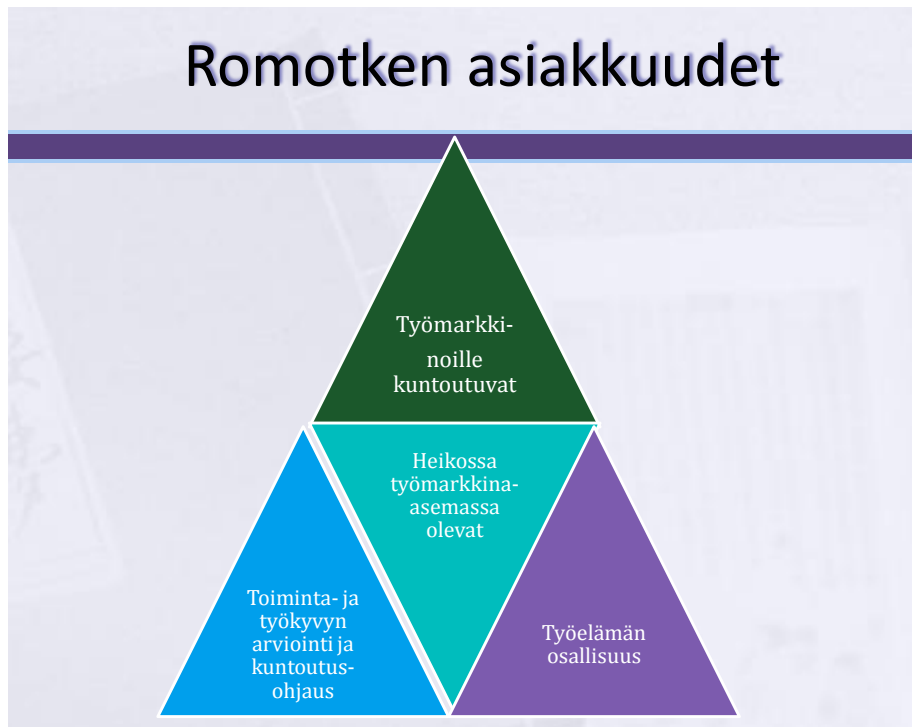 Romotken asiakkuudet
Työmarkki-
noille
kuntoutuvat
Heikossa
työmarkkina-
asemassa
olevat
Toiminta- ja
työkyvyn
arviointi ja
kuntoutus-
ohjaus
Työelämän
osallisuus